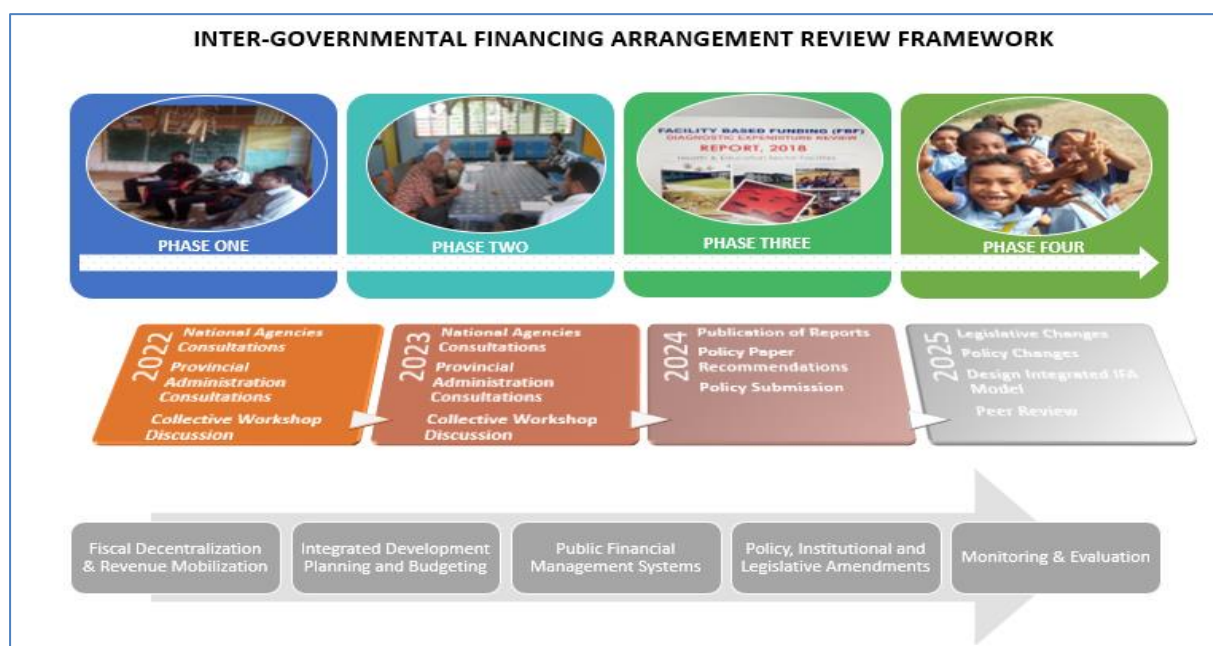 INTER-GOVERNMENTAL FINANCING ARRANGEMENT REVIEW FRAMEWORK
FACILITY BASED FUNDING (FBF)
DIAGNOSTIC EXPENDITURE REVIEW
REPORT, 2018
Health & Education Sector Facilities
PHASE ONE
PHASE TWO
PHASE THREE
PHASE FOUR
2022
National Agencies
Consultations
Provincial
Administration
Consultations
Collective Workshop
Discussion
2023
National Agencies
Consultations
Provincial
Administration
Consultations
Collective Workshop
Discussion
2024
Publication of Reports
Policy Paper
Recommendations
Policy Submission
2025
Legislative Changes
Policy Changes
Design Integrated IFA
Model
Peer Review
Fiscal Decentralization
& Revenue Mobilization
Integrated Development
Planning and Budgeting
Public Financial
Management Systems
Policy, Institutional and
Legislative Amendments
Monitoring & Evaluation